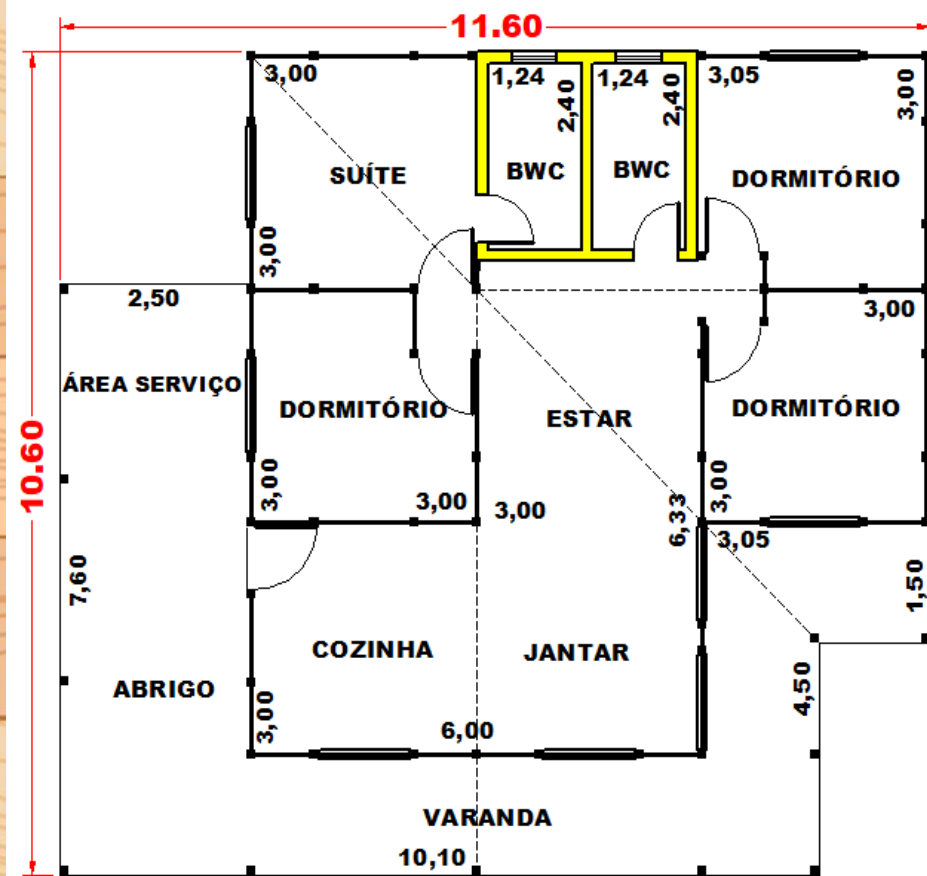 11.60
3,00
1,24
1,24
3,05
3,00
2,40
2,40
SUÍTE
BWC
BWC
DORMITÓRIO
3,00
2,50
3,00
ÁREA SERVIÇO
DORMITÓRIO
ESTAR
DORMITÓRIO
10.60
3,00
3,00
3,00
6,33
3,00
3,05
7,60
1,50
COZINHA
JANTAR
ABRIGO
4,50
3,00
6,00
VARANDA
10,10